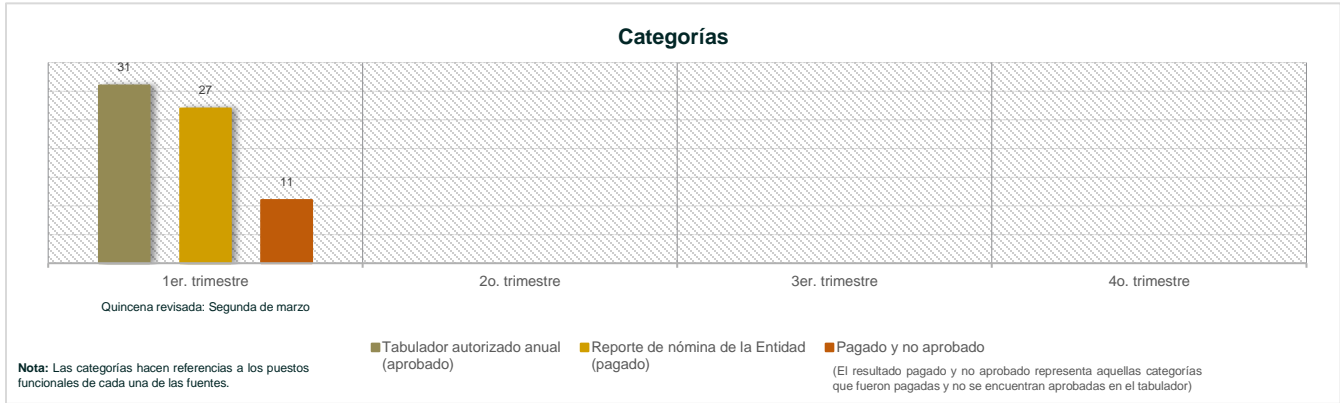 Categorías
31
27
11
1er. trimestre
2o. trimestre
3er. trimestre
4o. trimestre
Quincena revisada: Segunda de marzo
Tabulador autorizado anual
(aprobado)
Reporte de nómina de la Entidad
(pagado)
Pagado y no aprobado
(El resultado pagado y no aprobado representa aquellas categorías
que fueron pagadas y no se encuentran aprobadas en el tabulador)
Nota: Las categorías hacen referencias a los puestos
funcionales de cada una de las fuentes.